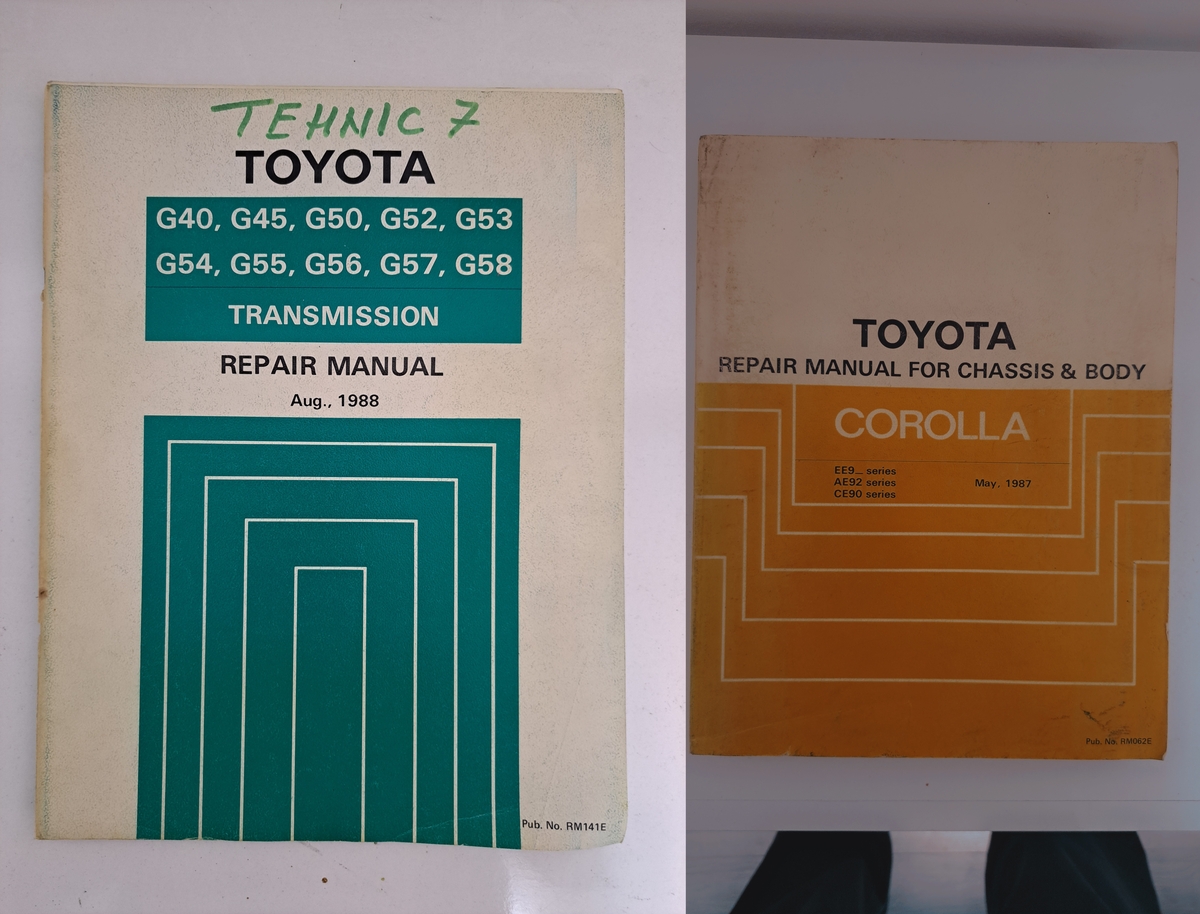 TEHNIC 7
TOYOTA
G40, G45, G50, G52, G53
G54, G55, G56, G57, G58
TRANSMISSION
REPAIR MANUAL
Aug., 1988
Pub. No. RM141E
TOYOTA
REPAIR MANUAL FOR CHASSIS & BODY
COROLLA
EE9_ series
AE92 series May, 1987
CE90 series
Pub. No. RM062E